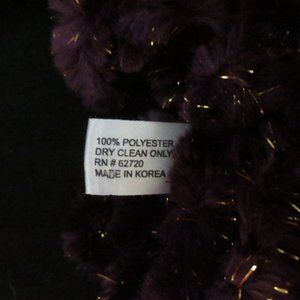 100% POLYESTER
DRY CLEAN ONLY
RN # 62720
MADE IN KOREA